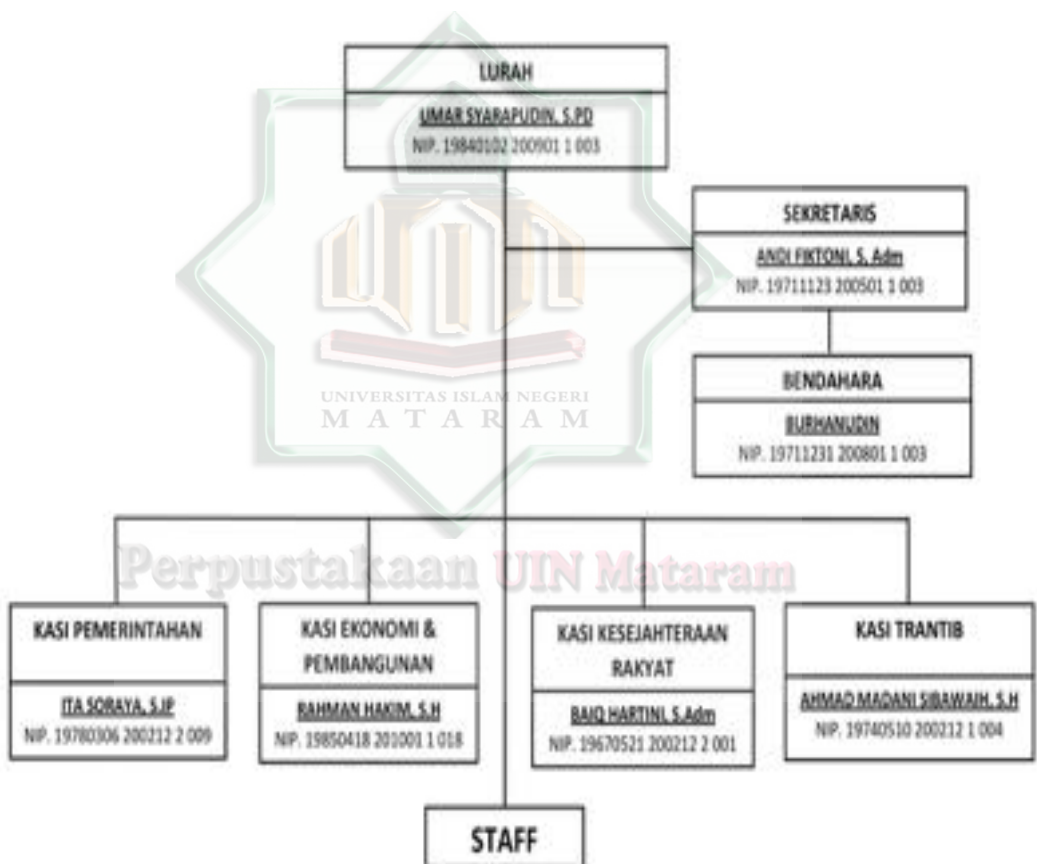 LURAH
UMAR SYARAPUDIN, S.PD
NIP. 19840102 200901 1 003
SEKRETARIS
ANDI FIKTONI, S, Adm
NIP. 19711123 200501 1 003
BENDAHARA
BURHANUDIN
NIP. 19711231 200801 1 003
UNIVERSITAS ISLAM NEGERI
MATARAM
Perpustakaan UIN Mataram
KASI PEMERINTAHAN
ITA SORAYA, S.IP
NIP. 19780306 200212 2 009
KASI EKONOMI &
PEMBANGUNAN
RAHMAN HAKIM, S.H
NIP. 19850418 201001 1 018
KASI KESEJAHTERAAN
RAKYAT
BAIQ HARTINI, S.Adm
NIP. 19670521 200212 2 001
KASI TRANTIB
AHMAD MADANI SIBAWAIH, S.H
NIP. 19740510 200212 1 004
STAFF